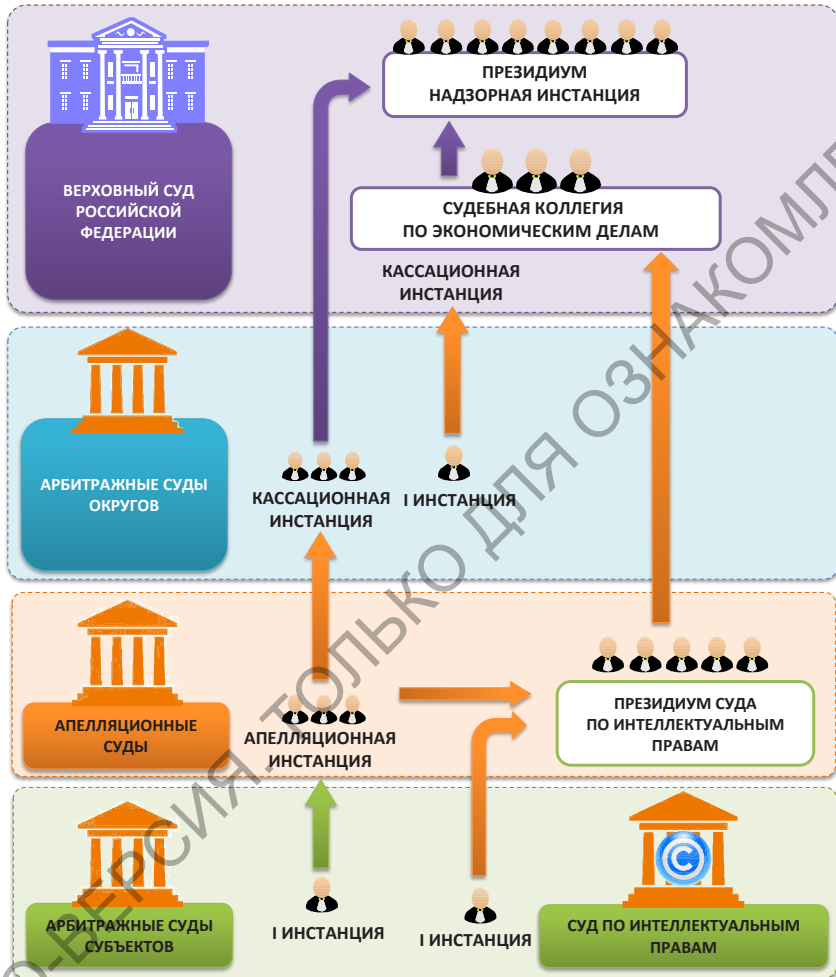 ПРЕЗИДИУМ
НАДЗОРНАЯ ИНСТАНЦИЯ
ВЕРХОВНЫЙ СУД
РОССИЙСКОЙ
ФЕДЕРАЦИИ
СУДЕБНАЯ КОЛЛЕГИЯ
ПО ЭКОНОМИЧЕСКИМ ДЕЛАМ
КАССАЦИОННАЯ
ИНСТАНЦИЯ
АРБИТРАЖНЫЕ СУДЫ
ОКРУГОВ
КАССАЦИОННАЯ
ИНСТАНЦИЯ
I ИНСТАНЦИЯ
АПЕЛЛЯЦИОННЫЕ
СУДЫ
АПЕЛЛЯЦИОННАЯ
ИНСТАНЦИЯ
ПРЕЗИДИУМ СУДА
ПО ИНТЕЛЛЕКТУАЛЬНЫМ
ПРАВАМ
АРБИТРАЖНЫЕ СУДЫ
СУБЪЕКТОВ
I ИНСТАНЦИЯ
I ИНСТАНЦИЯ
©
СУД ПО ИНТЕЛЛЕКТУАЛЬНЫМ
ПРАВАМ
О-ВЕРСИЯ. ТОЛЬКО ДЛЯ ОЗНАКОМЛЕ